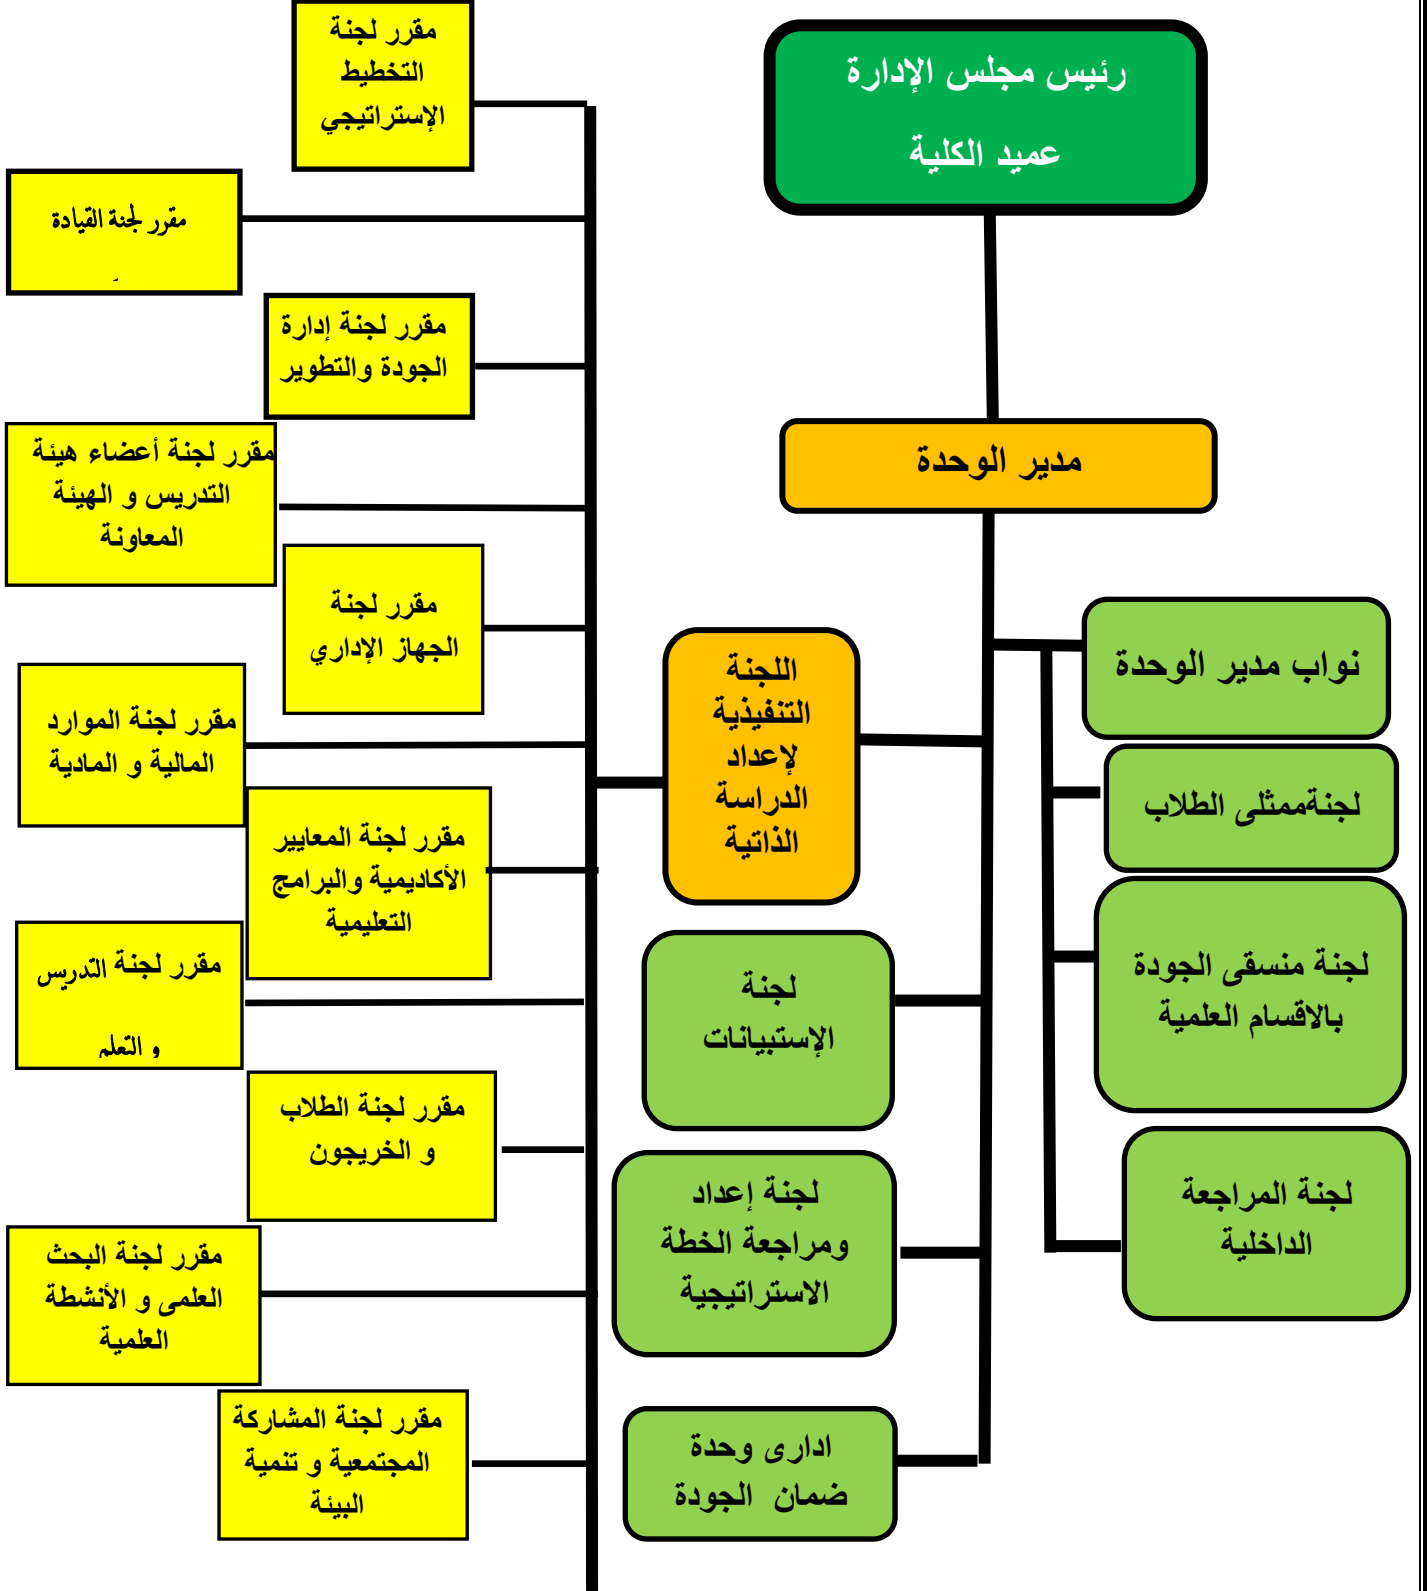 رئيس مجلس الإدارة
عميد الكلية
مدير الوحدة
نواب مدير الوحدة
لجنةممثلى الطلاب
لجنة منسقى الجودة
بالاقسام العلمية
لجنة المراجعة
الداخلية
اللجنة
التنفيذية
لإعداد
الدراسة
الذاتية
لجنة
الإستبيانات
لجنة إعداد
ومراجعة الخطة
الاستراتيجية
ادارى وحدة
ضمان الجودة
مقرر لجنة
التخطيط
الإستراتيجي
مقرر لجنة القيادة
مقرر لجنة إدارة
الجودة والتطوير
مقرر لجنة أعضاء هيئة
التدريس و الهيئة
المعاونة
مقرر لجنة
الجهاز الإداري
مقرر لجنة الموارد
المالية و المادية
مقرر لجنة المعايير
الأكاديمية والبرامج
التعليمية
مقرر لجنة التدريس
و التعلم
مقرر لجنة الطلاب
و الخريجون
مقرر لجنة البحث
العلمى و الأنشطة
العلمية
مقرر لجنة المشاركة
المجتمعية و تنمية
البيئة